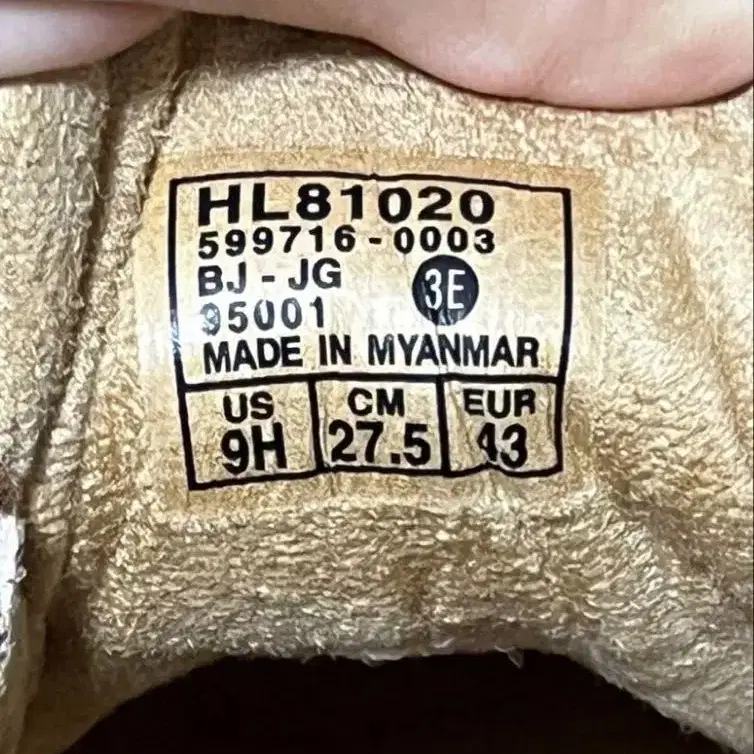 HL81020
599716-0003
BJ-JG 3E
95001
MADE IN MYANMAR
US CM EUR
9H 27.5 43